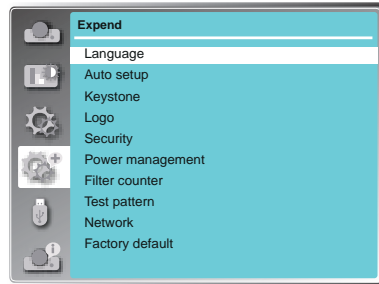 Expend
Language
Auto setup
Keystone
Logo
Security
Power management
Filter counter
Test pattern
Network
Factory default